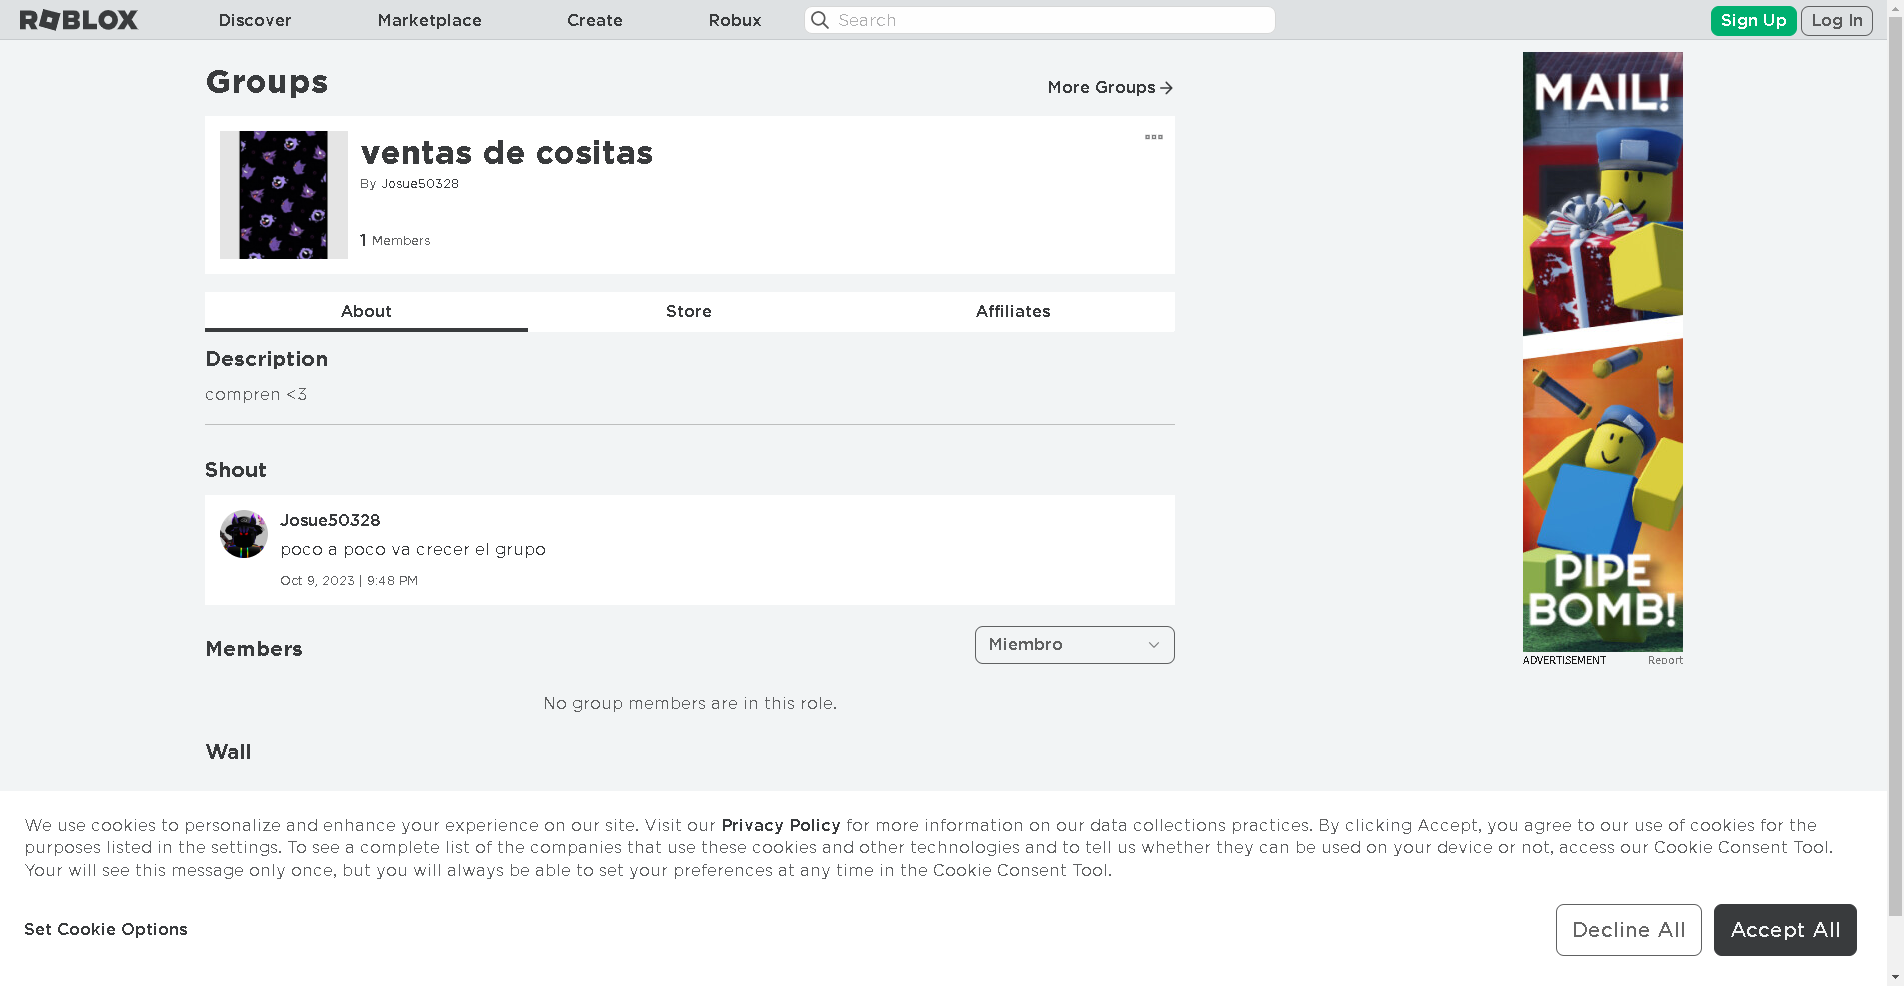 ROBLOX
Discover
Marketplace
Create
Robux
Search
Sign Up
Log In
Groups
More Groups
ventas de cositas
By Josue50328
1 Members
About
Store
Affiliates
Description
compren <3
Shout
Josue50328
poco a poco va crecer el grupo
Oct 9, 2023 | 9:48 PM
Members
Miembro
No group members are in this role.
Wall
MAIL!
PIPE
BOMB!
ADVERTISEMENT
Report
We use cookies to personalize and enhance your experience on our site. Visit our Privacy Policy for more information on our data collections practices. By clicking Accept, you agree to our use of cookies for the
purposes listed in the settings. To see a complete list of the companies that use these cookies and other technologies and to tell us whether they can be used on your device or not, access our Cookie Consent Tool.
Your will see this message only once, but you will always be able to set your preferences at any time in the Cookie Consent Tool.
Set Cookie Options
Decline All
Accept All